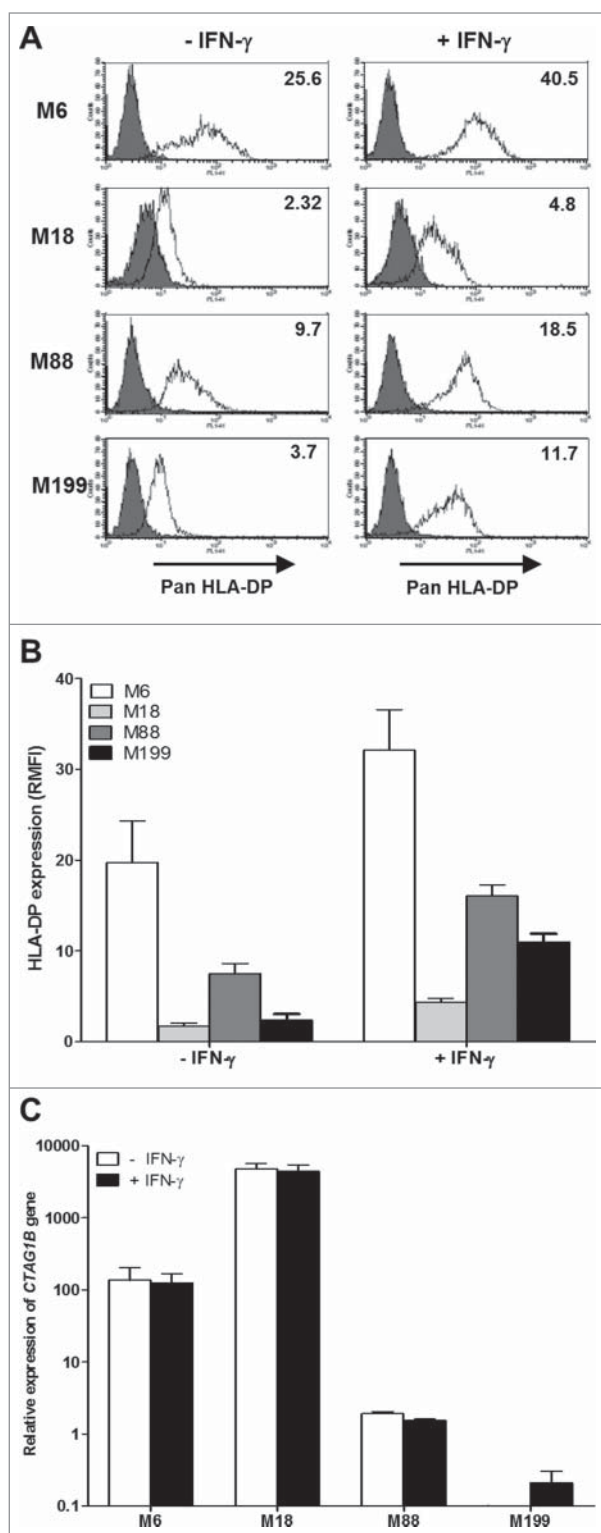 A
- IFN-γ + IFN-γ
M6 25.6 40.5
M18 2.32 4.8
M88 9.7 18.5
M199 3.7 11.7
Pan HLA-DP Pan HLA-DP
B
40
30
20
10
0
HLA-DP expression (RMFI)
M6
M18
M88
M199
- IFN-γ + IFN-γ
C
10000
1000
100
10
1
0.1
Relative expression of CTAG1B gene
- IFN-γ
+ IFN-γ
M6 M18 M88 M199